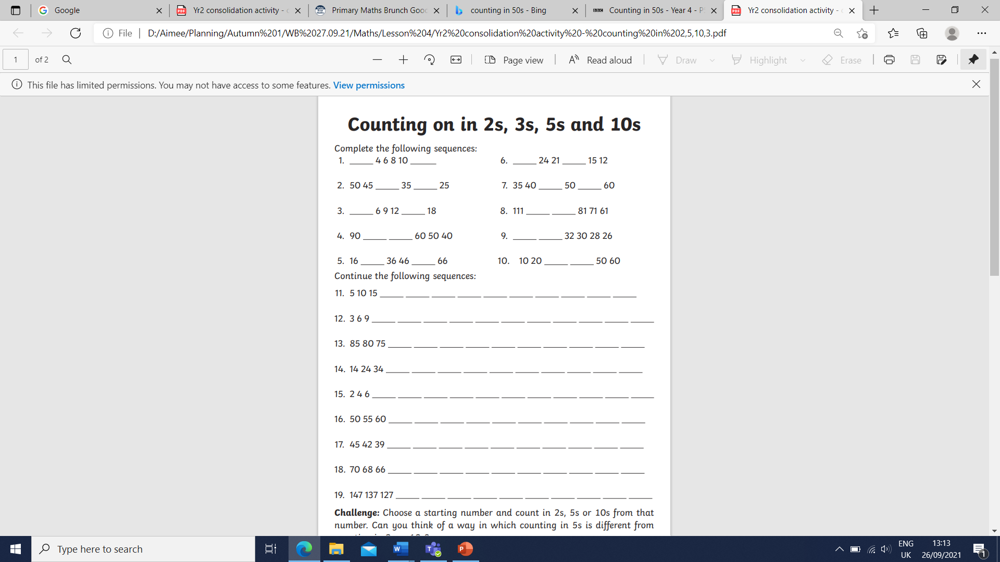 Google
Yr2 consolidation activity -
Primary Maths Brunch Good
counting in 50s - Bing
BBC Counting in 50s - Year 4 - P
Yr2 consolidation activity -
File D:/Aimee/Planning/Autumn%201/WB%2027.09.21/Maths/Lesson%204/Yr2%20consolidation%20activity%20-%20counting%20in%202,5,10,3.pdf
1 of 2 Page view Read aloud Draw Highlight Erase
This file has limited permissions. You may not have access to some features. View permissions
Counting on in 2s, 3s, 5s and 10s
Complete the following sequences:
1. _____ 4 6 8 10 _____
2. 50 45 _____ 35 _____ 25
3. _____ 6 9 12 _____ 18
4. 90 _____ _____ 60 50 40
5. 16 _____ 36 46 _____ 66
6. _____ 24 21 _____ 15 12
7. 35 40 _____ 50 _____ 60
8. 111 _____ _____ 81 71 61
9. _____ _____ 32 30 28 26
10. 10 20 _____ _____ 50 60
Continue the following sequences:
11. 5 10 15 _____ _____ _____ _____ _____ _____ _____ _____ _____ _____
12. 3 6 9 _____ _____ _____ _____ _____ _____ _____ _____ _____ _____ _____
13. 85 80 75 _____ _____ _____ _____ _____ _____ _____ _____ _____ _____
14. 14 24 34 _____ _____ _____ _____ _____ _____ _____ _____ _____ _____
15. 2 4 6 _____ _____ _____ _____ _____ _____ _____ _____ _____ _____ _____
16. 50 55 60 _____ _____ _____ _____ _____ _____ _____ _____ _____ _____
17. 45 42 39 _____ _____ _____ _____ _____ _____ _____ _____ _____ _____
18. 70 68 66 _____ _____ _____ _____ _____ _____ _____ _____ _____ _____
19. 147 137 127 _____ _____ _____ _____ _____ _____ _____ _____ _____ _____
Challenge: Choose a starting number and count in 2s, 5s or 10s from that
number. Can you think of a way in which counting in 5s is different from
Type here to search
ENG
UK
13:13
26/09/2021
1